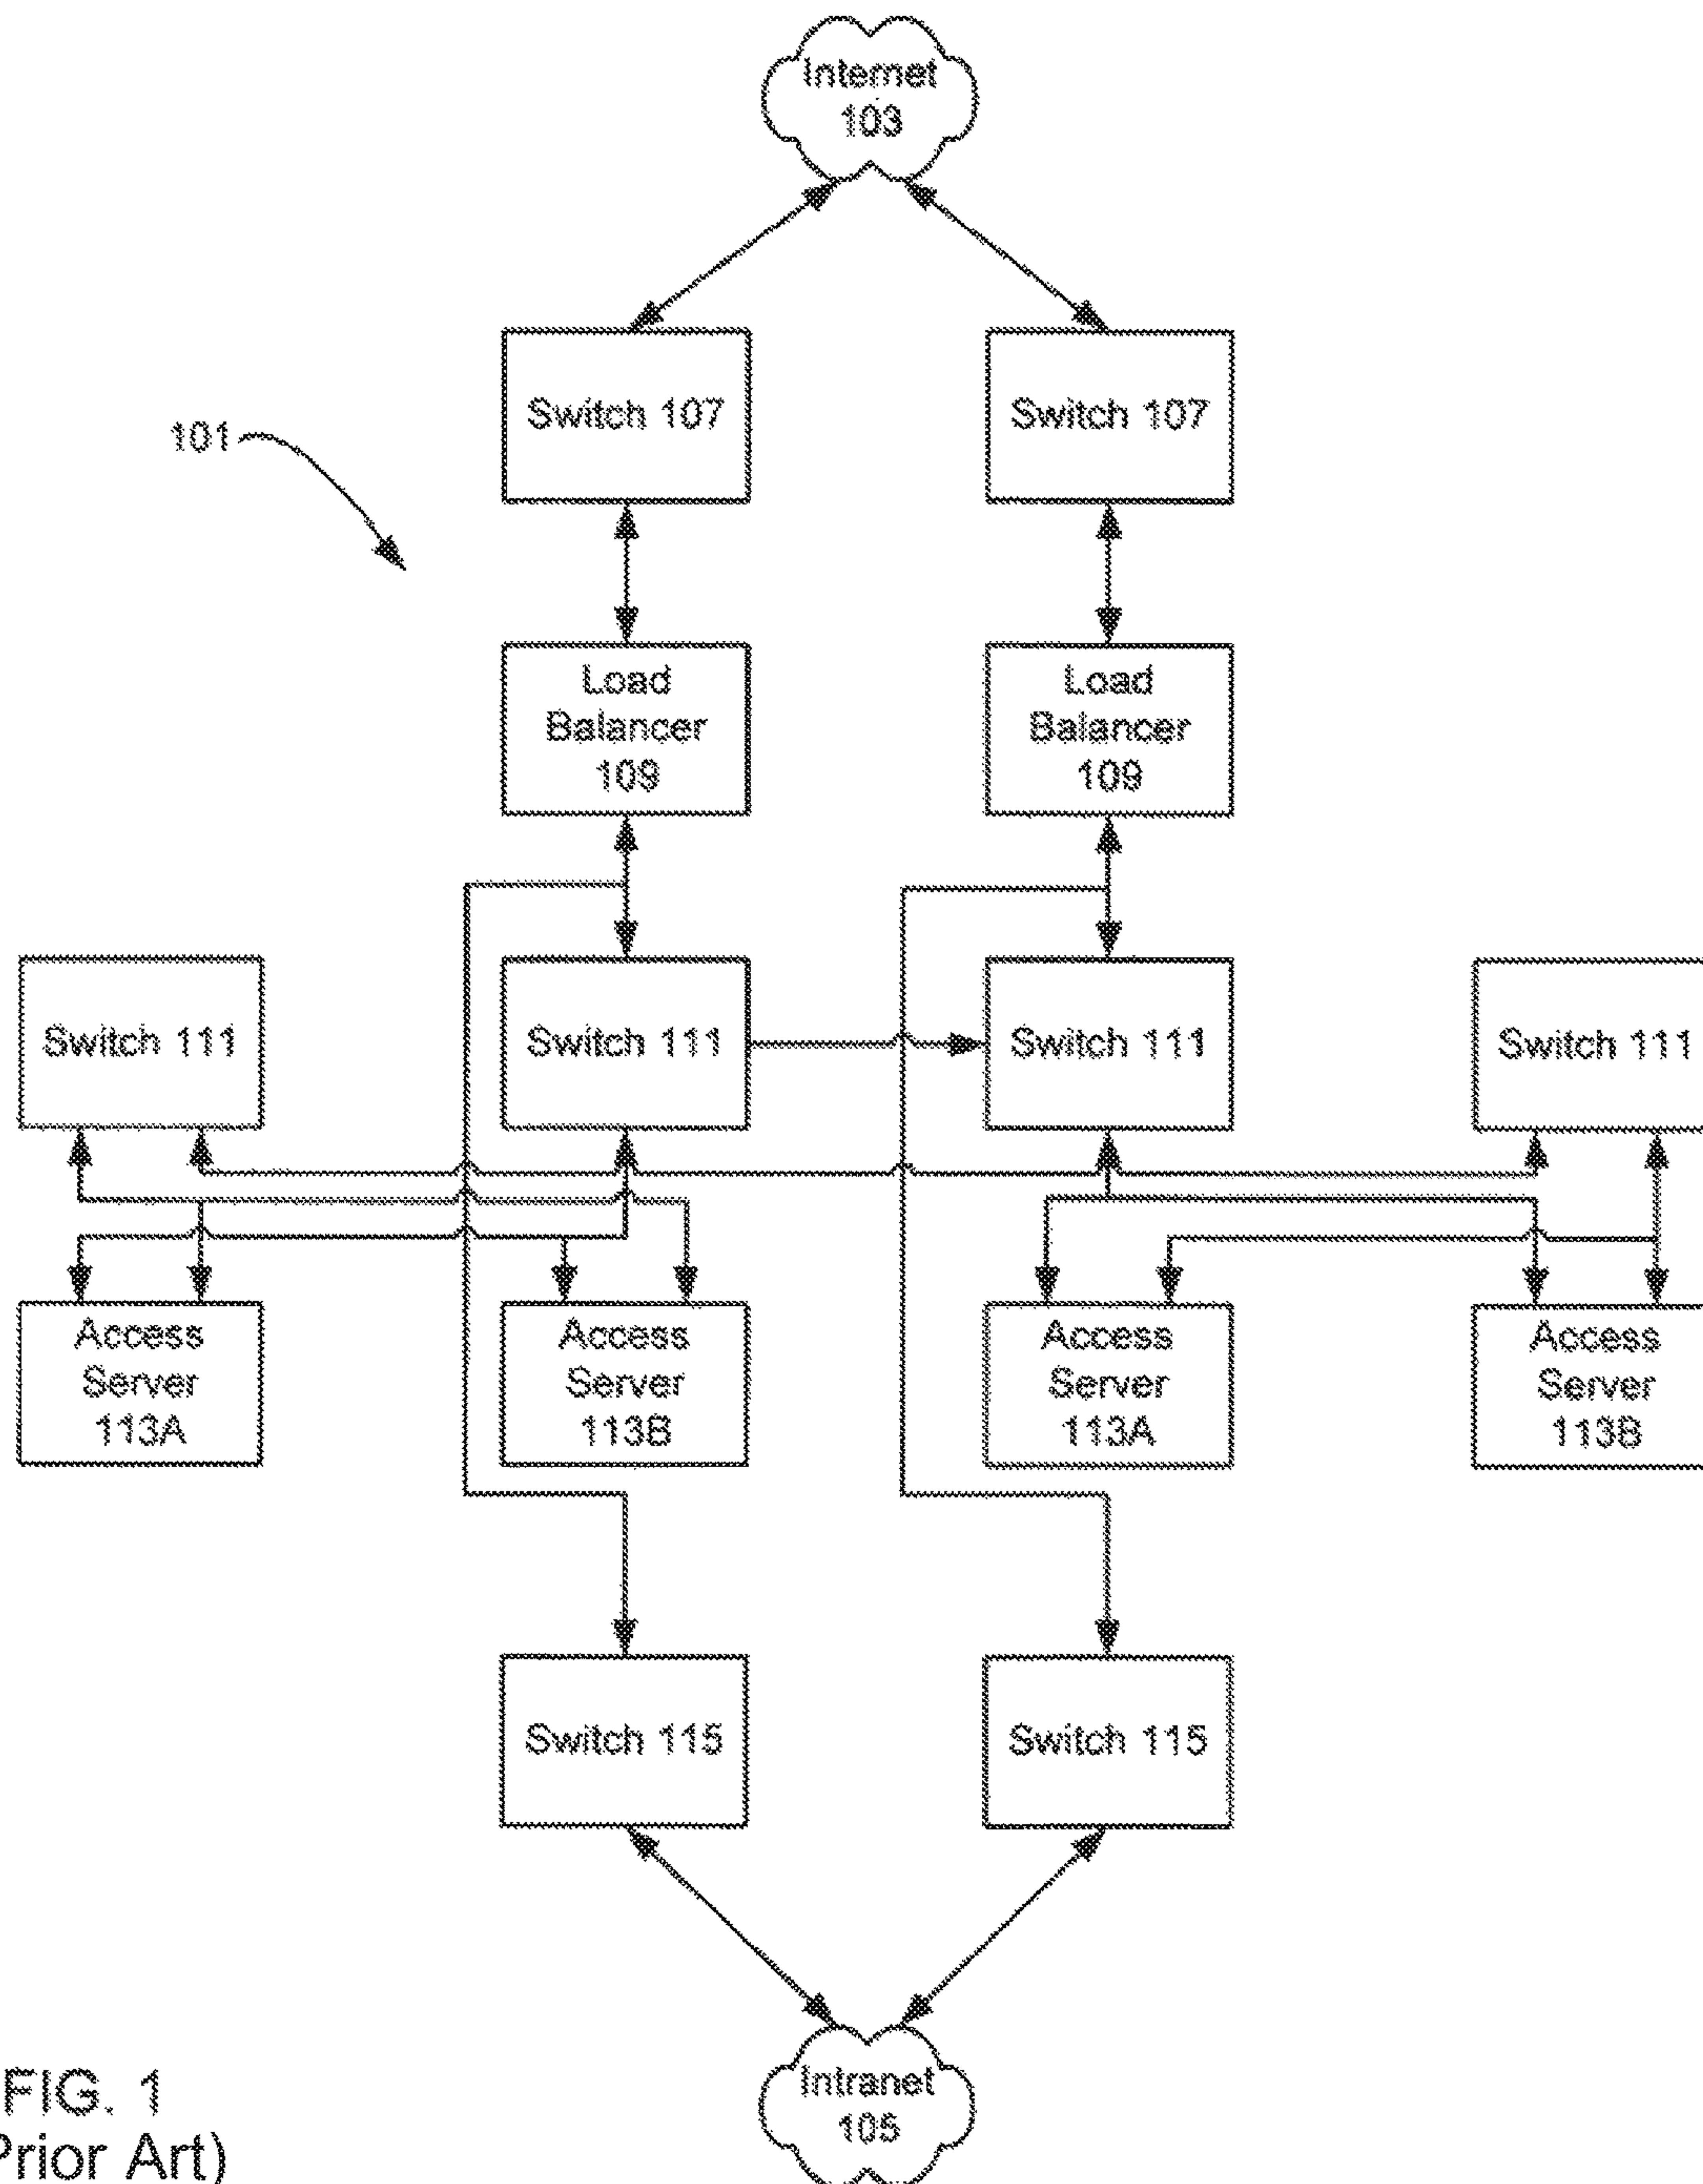 Internet
103
Switch 107
Switch 107
101
Load
Balancer
109
Load
Balancer
109
Switch 111
Switch 111
Switch 111
Switch 111
Access
Server
113A
Access
Server
113B
Access
Server
113A
Access
Server
113B
Switch 115
Switch 115
Intranet
105
FIG. 1
Prior Art)